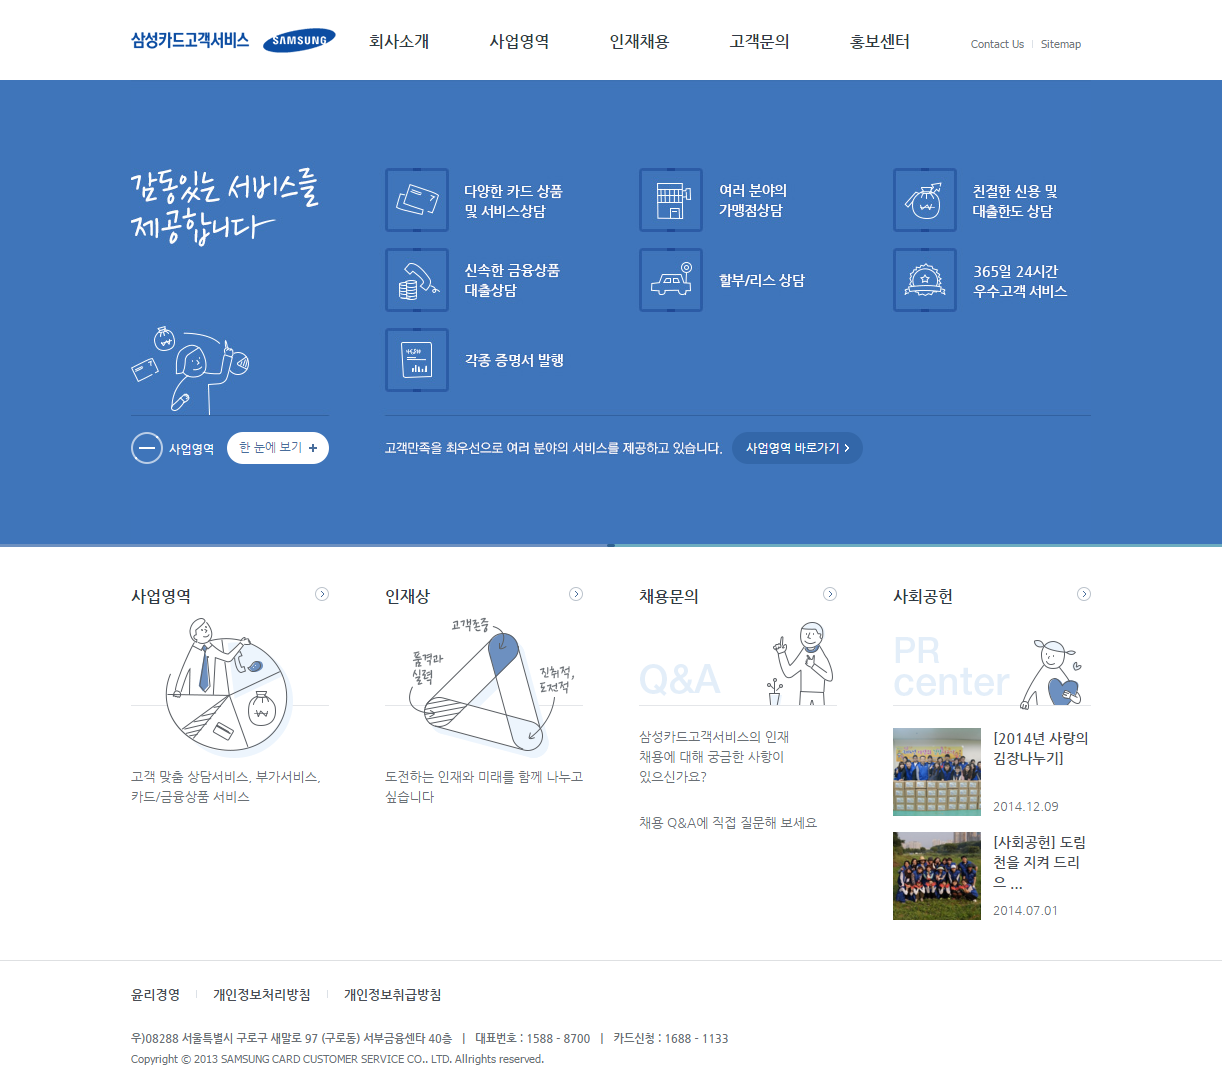 삼성카드고객서비스 SAMSUNG
회사소개 사업영역 인재채용 고객문의 홍보센터
Contact Us Sitemap
감동있는 서비스를
제공합니다
다양한 카드 상품
및 서비스상담
여러 분야의
가맹점상담
친절한 신용 및
대출한도 상담
신속한 금융상품
대출상담
할부/리스 상담
365일 24시간
우수고객 서비스
각종 증명서 발행
사업영역
한 눈에 보기 +
고객만족을 최우선으로 여러 분야의 서비스를 제공하고 있습니다.
사업영역 바로가기
사업영역
고객 맞춤 상담서비스, 부가서비스,
카드/금융상품 서비스
인재상
고객존중
품격과
실력
진취적,
도전적
도전하는 인재와 미래를 함께 나누고
싶습니다
채용문의
Q&A
삼성카드고객서비스의 인재
채용에 대해 궁금한 사항이
있으신가요?
채용 Q&A에 직접 질문해 보세요
사회공헌
PR
center
[2014년 사랑의
김장나누기]
2014.12.09
[사회공헌] 도림
천을 지켜 드리
으 ...
2014.07.01
윤리경영 개인정보처리방침 개인정보취급방침
우)08288 서울특별시 구로구 새말로 97 (구로동) 서부금융센타 40층 | 대표번호 : 1588 - 8700 | 카드신청 : 1688 - 1133
Copyright © 2013 SAMSUNG CARD CUSTOMER SERVICE CO.. LTD. Allrights reserved.